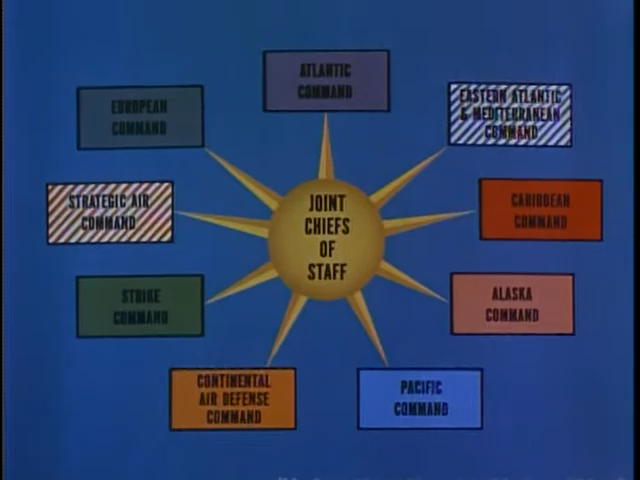 ATLANTIC
COMMAND
EUROPEAN
COMMAND
EASTERN ATLANTIC
& MEDITERRANEAN
COMMAND
STRATEGIC AIR
COMMAND
JOINT
CHIEFS
OF
STAFF
CARIBBEAN
COMMAND
STRIKE
COMMAND
ALASKA
COMMAND
CONTINENTAL
AIR DEFENSE
COMMAND
PACIFIC
COMMAND